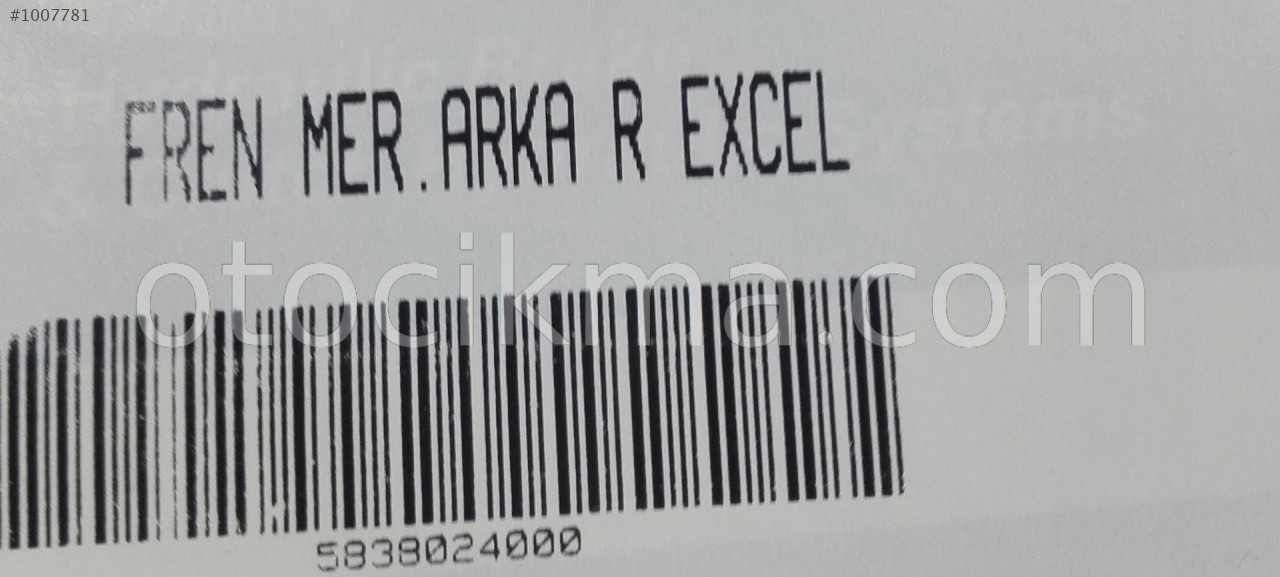 #1007781
FREN MER.ARKA R EXCEL
otocikma.com
5838024000